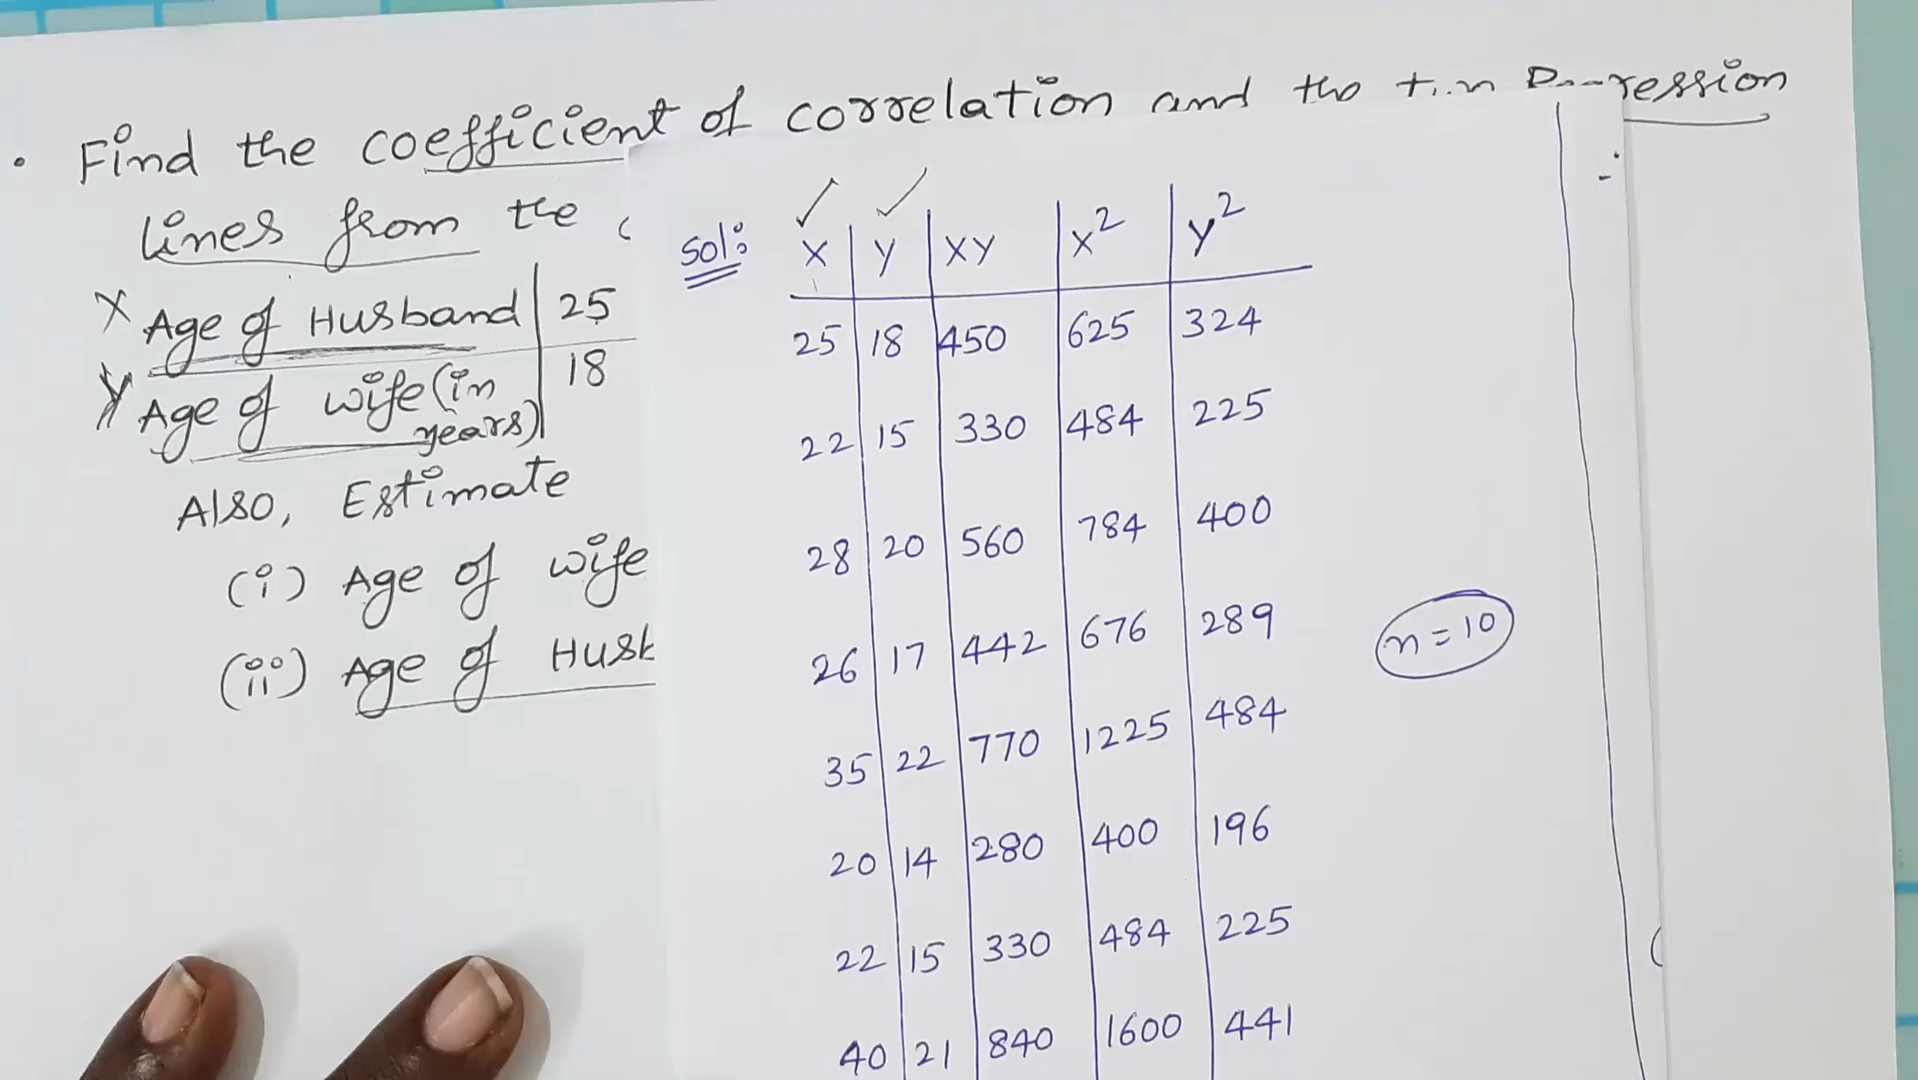 . Find the coefficient of correlation and the
lines from the
X Age of Husband 25
Y Age of wife (in years) 18
Also, Estimate
(i) Age of wife
(ii) Age of
Sol:
X Y XY X² Y²
25 18 450 625 324
22 15 330 484 225
28 20 560 784 400
26 17 442 676 289
35 22 770 1225 484
20 14 280 400 196
22 15 330 484 225
40 21 840 1600 441
n = 10